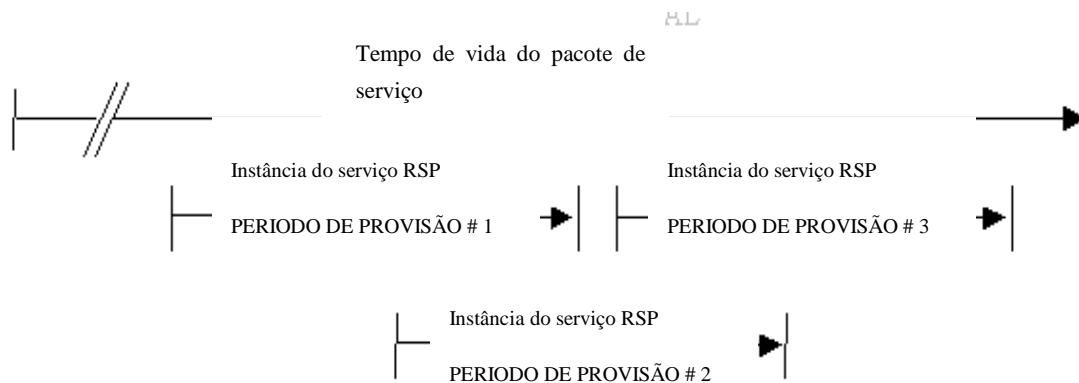 Tempo de vida do pacote de
serviço
Instância do serviço RSP
PERIODO DE PROVISÃO # 1
Instância do serviço RSP
PERIODO DE PROVISÃO # 3
Instância do serviço RSP
PERIODO DE PROVISÃO # 2